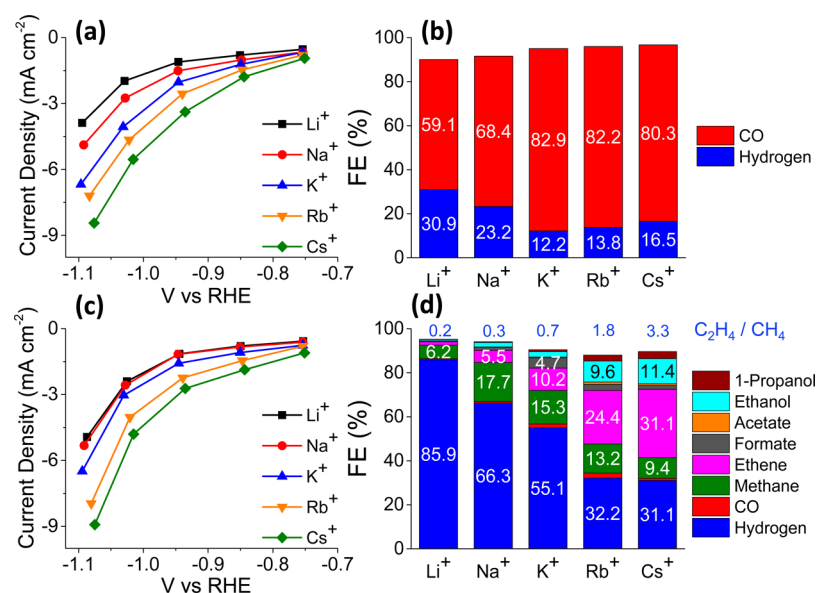 (a)
Current Density (mA cm⁻²)
0
-3
-6
-9
-1.1 -1.0 -0.9 -0.8 -0.7
V vs RHE
Li⁺
Na⁺
K⁺
Rb⁺
Cs⁺
(b)
FE (%)
100
80
60
40
20
0
59.1 68.4 82.9 82.2 80.3
30.9 23.2 12.2 13.8 16.5
Li⁺ Na⁺ K⁺ Rb⁺ Cs⁺
CO
Hydrogen
(c)
Current Density (mA cm⁻²)
0
-3
-6
-9
-1.1 -1.0 -0.9 -0.8 -0.7
V vs RHE
Li⁺
Na⁺
K⁺
Rb⁺
Cs⁺
(d)
FE (%)
100
80
60
40
20
0
0.2 0.3 0.7 1.8 3.3 C₂H₄ / CH₄
6.2
85.9
5.5
17.7
66.3
4.7
10.2
15.3
55.1
9.6
24.4
13.2
32.2
11.4
31.1
9.4
31.1
Li⁺ Na⁺ K⁺ Rb⁺ Cs⁺
1-Propanol
Ethanol
Acetate
Formate
Ethene
Methane
CO
Hydrogen